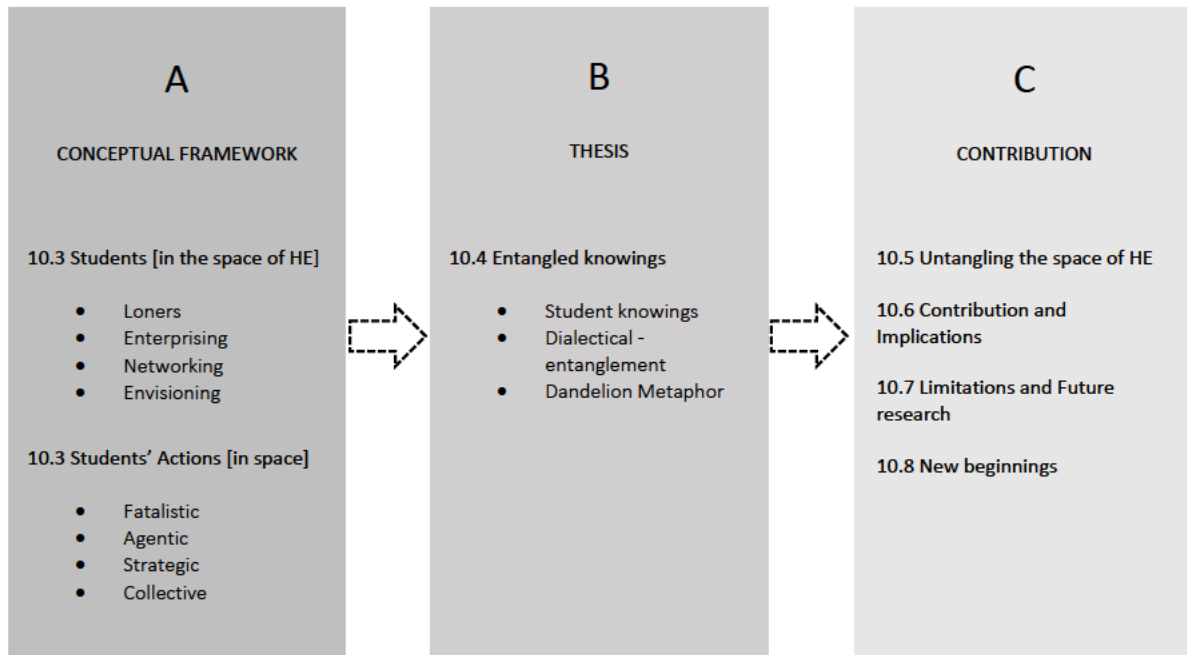 A
CONCEPTUAL FRAMEWORK
10.3 Students [in the space of HE]
• Loners
• Enterprising
• Networking
• Envisioning
10.3 Students’ Actions [in space]
• Fatalistic
• Agentic
• Strategic
• Collective
B
THESIS
10.4 Entangled knowings
• Student knowings
• Dialectical -
entanglement
• Dandelion Metaphor
C
CONTRIBUTION
10.5 Untangling the space of HE
10.6 Contribution and
Implications
10.7 Limitations and Future
research
10.8 New beginnings